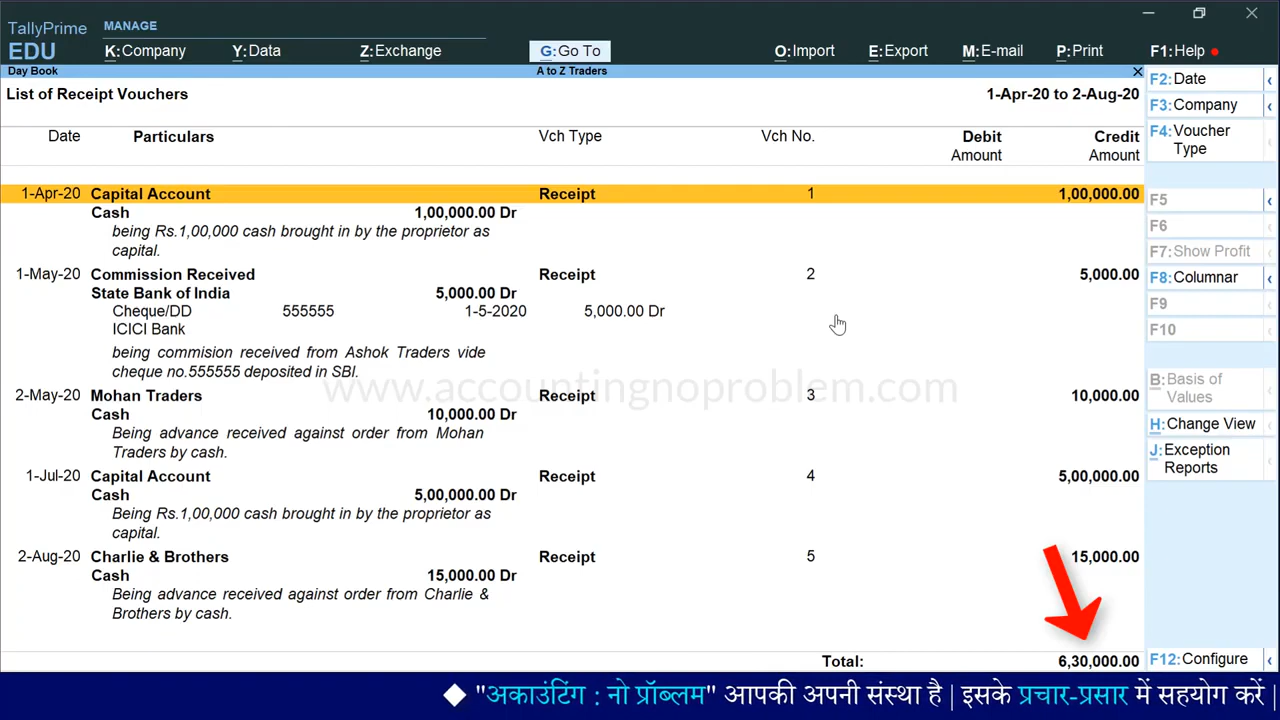 TallyPrime
EDU
MANAGE
K:Company Y:Data Z:Exchange G:Go To O:Import E:Export M:E-mail P:Print F1:Help
Day Book A to Z Traders
List of Receipt Vouchers 1-Apr-20 to 2-Aug-20
Date Particulars Vch Type Vch No. Debit Credit
Amount Amount
1-Apr-20 Capital Account Receipt 1 1,00,000.00
Cash 1,00,000.00 Dr
being Rs.1,00,000 cash brought in by the proprietor as
capital.
1-May-20 Commission Received Receipt 2 5,000.00
State Bank of India 5,000.00 Dr
Cheque/DD 555555 1-5-2020 5,000.00 Dr
ICICI Bank
being commision received from Ashok Traders vide
cheque no.555555 deposited in SBI.
www.accountingnoproblem.com
2-May-20 Mohan Traders Receipt 3 10,000.00
Cash 10,000.00 Dr
Being advance received against order from Mohan
Traders by cash.
1-Jul-20 Capital Account Receipt 4 5,00,000.00
Cash 5,00,000.00 Dr
Being Rs.1,00,000 cash brought in by the proprietor as
capital.
2-Aug-20 Charlie & Brothers Receipt 5 15,000.00
Cash 15,000.00 Dr
Being advance received against order from Charlie &
Brothers by cash.
Total: 6,30,000.00
F2:Date
F3:Company
F4:Voucher
Type
F5
F6
F7:Show Profit
F8:Columnar
F9
F10
B:Basis of
Values
H:Change View
J:Exception
Reports
F12:Configure
◆ "अकाउंटिंग : नो प्रॉब्लम" आपकी अपनी संस्था है | इसके प्रचार-प्रसार में सहयोग करें |